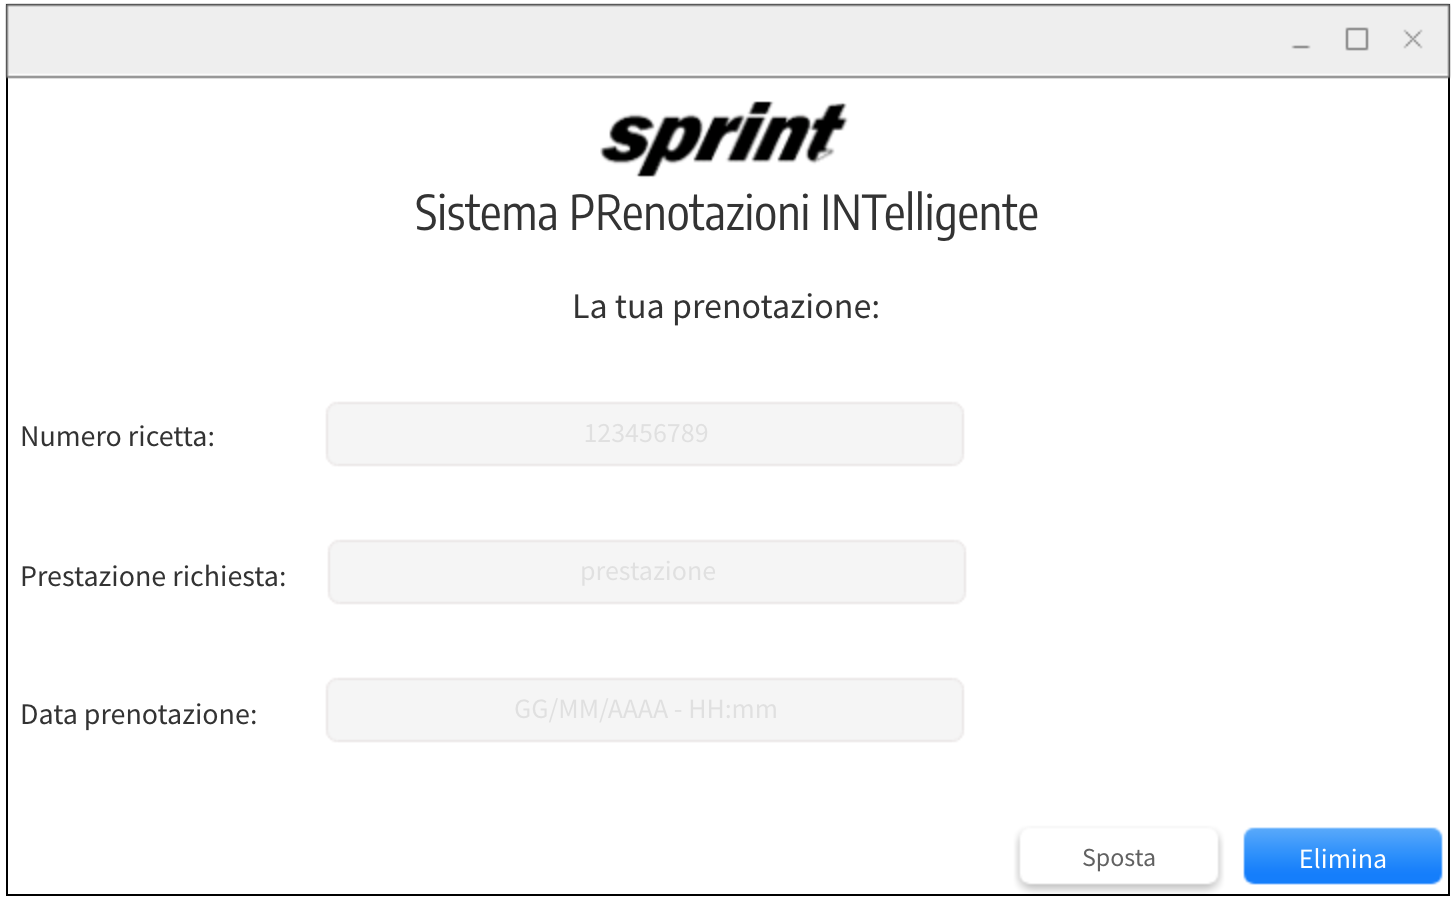 sprint
Sistema PRenotazioni INTelligente
La tua prenotazione:
Numero ricetta:
123456789
Prestazione richiesta:
prestazione
Data prenotazione:
GG/MM/AAAA - HH:mm
Sposta
Elimina